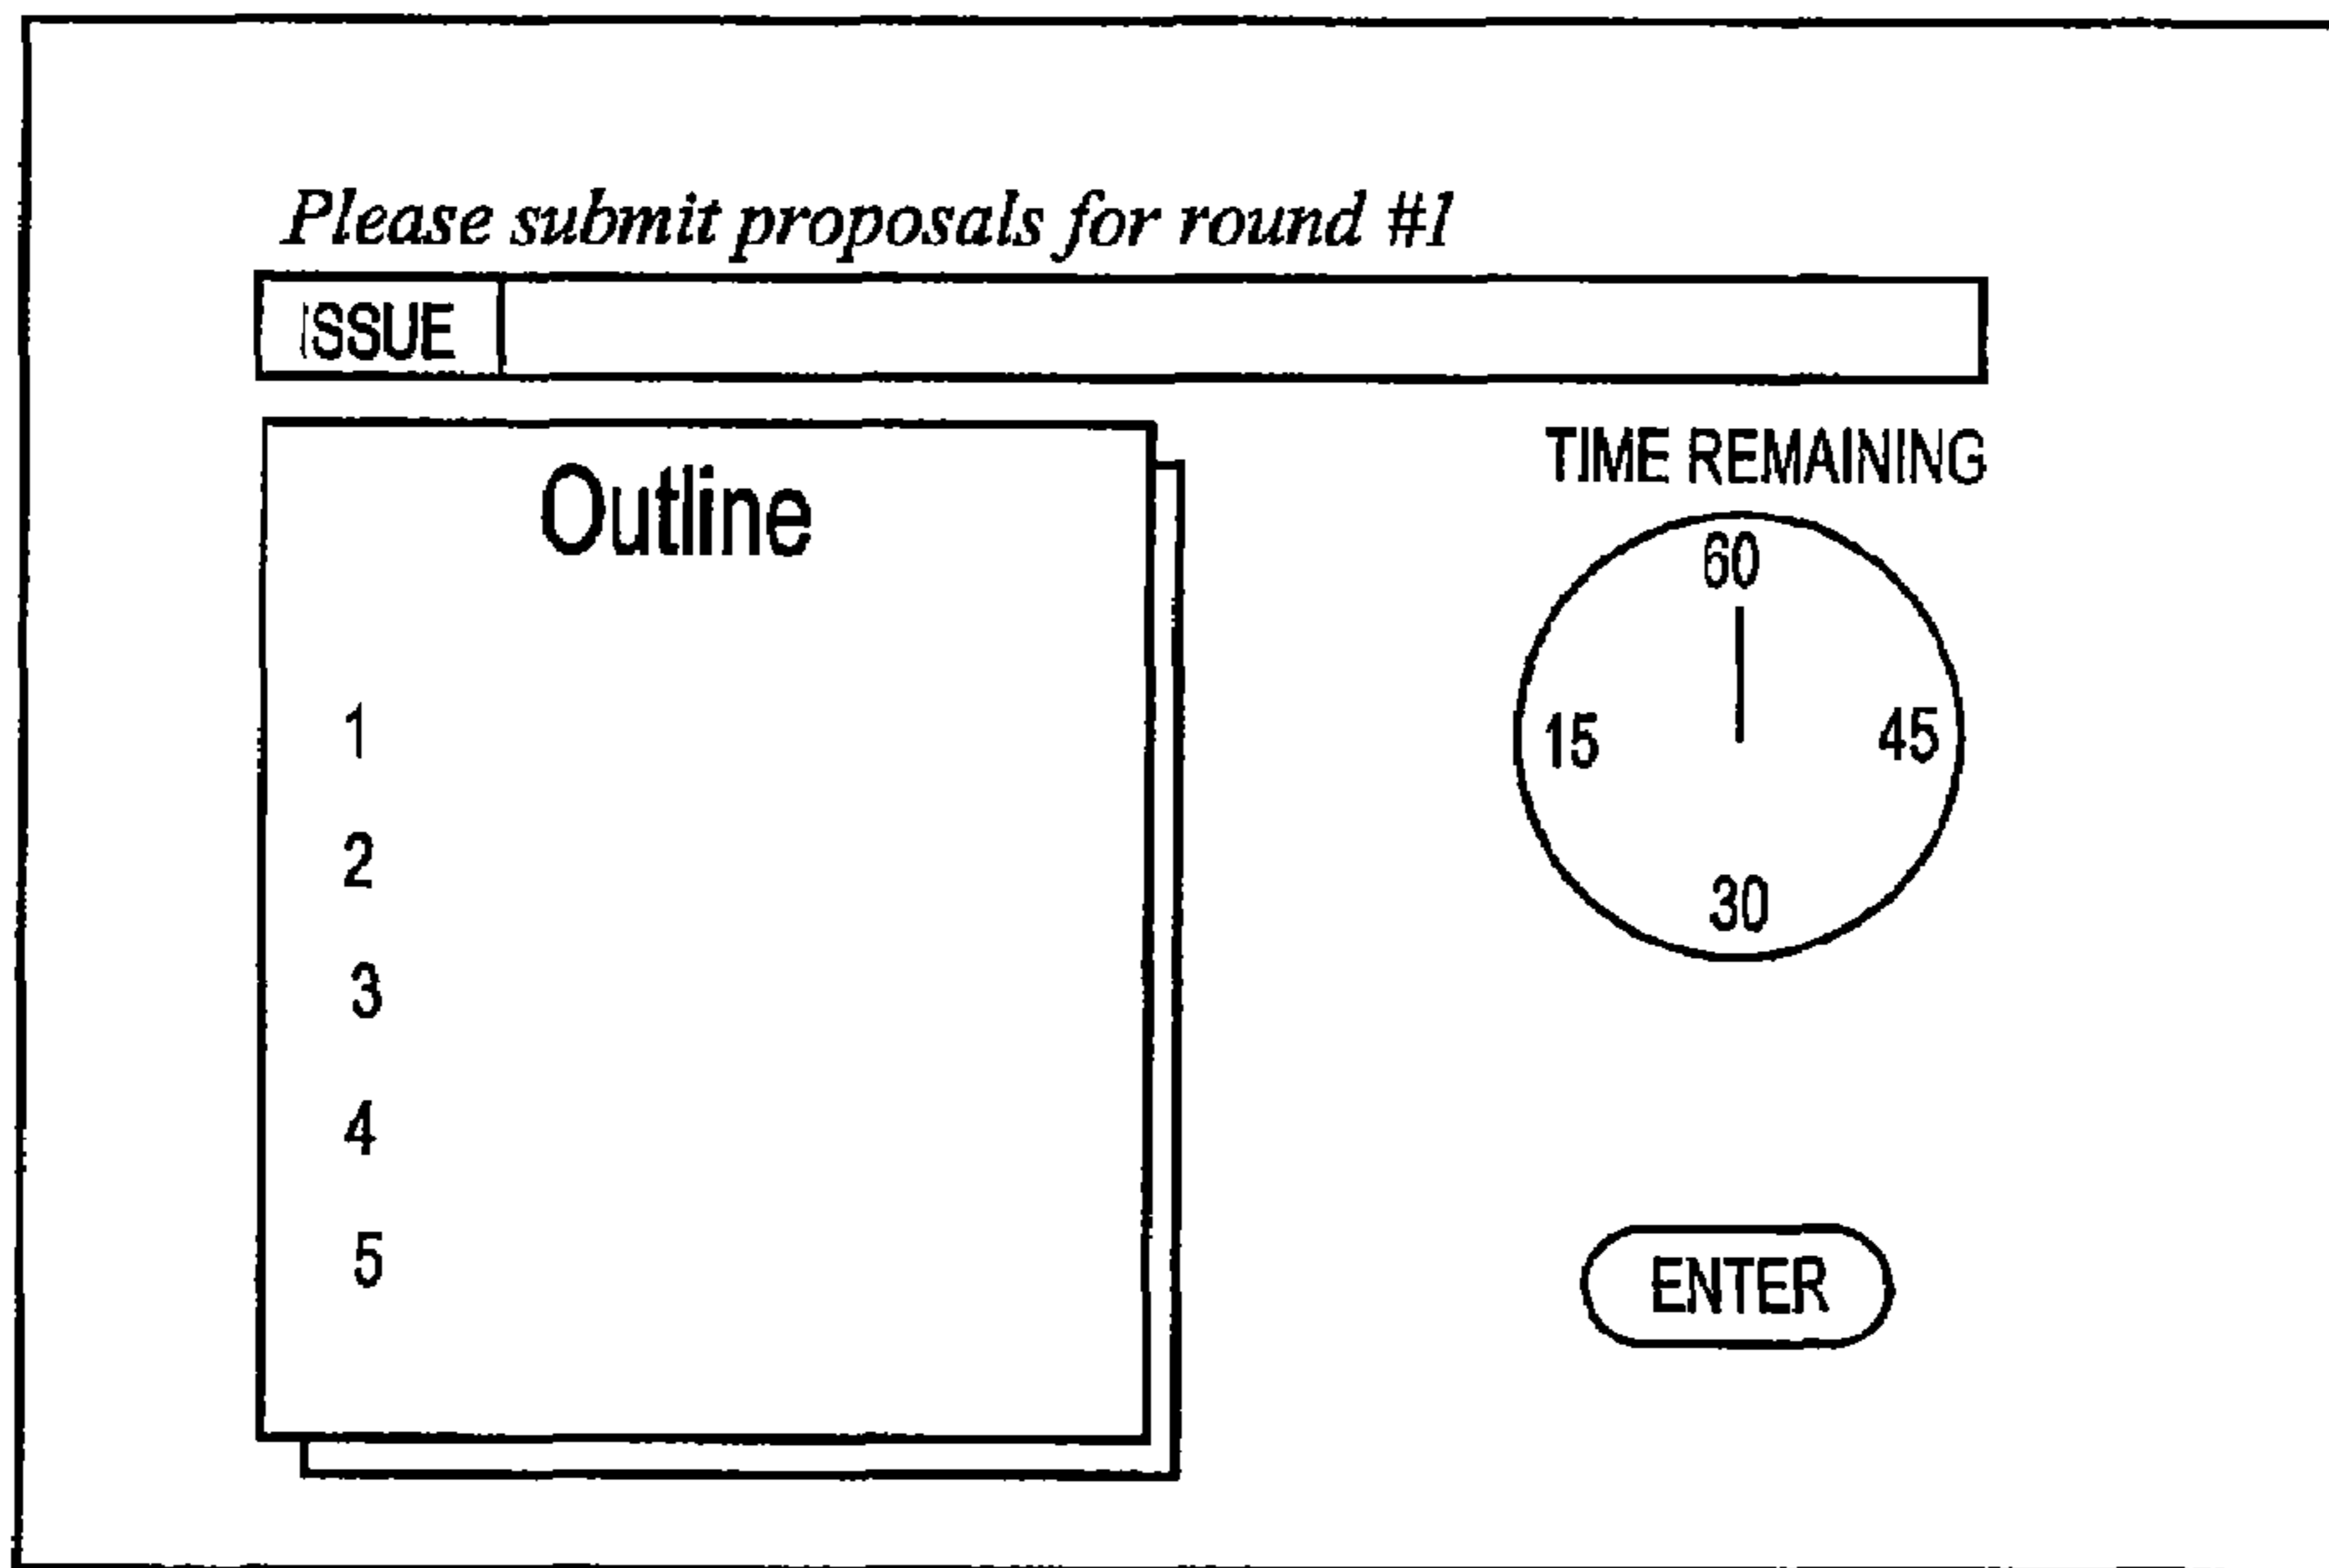 Please submit proposals for round #1
ISSUE
Outline
1
2
3
4
5
TIME REMAINING
60
15 45
30
ENTER